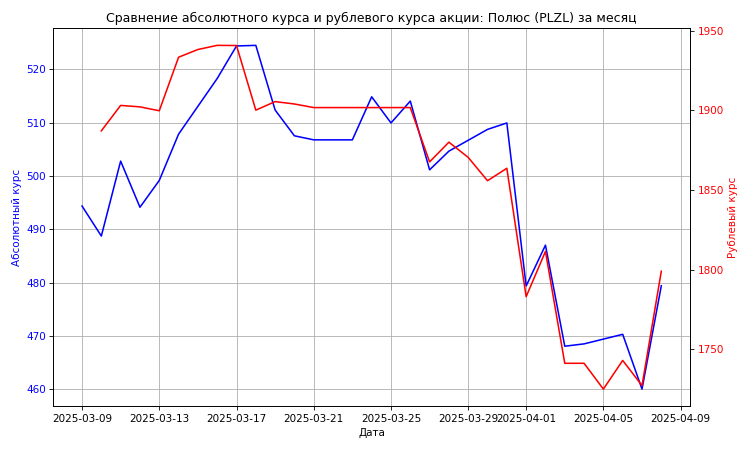 Сравнение абсолютного курса и рублевого курса акции: Полюс (PLZL) за месяц
Абсолютный курс
520
510
500
490
480
470
460
1950
1900
1850
1800
1750
Рублевый курс
2025-03-09 2025-03-13 2025-03-17 2025-03-21 2025-03-25 2025-03-29 2025-04-01 2025-04-05 2025-04-09
Дата